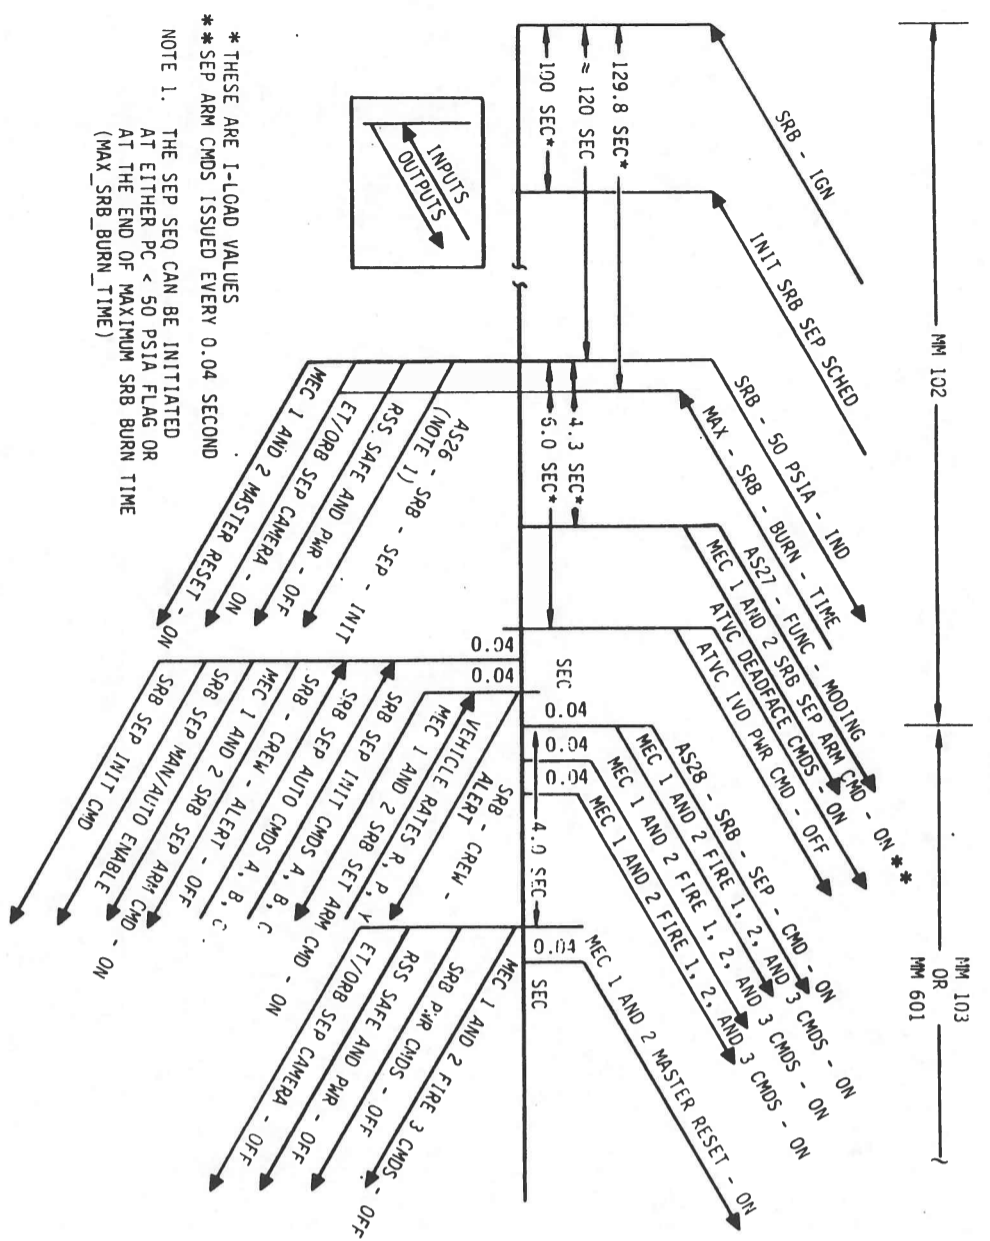 MM 102
MM 103
OR
MM 601
~
SRB - IGN
INIT SRB SEP SCHED
SRB - 50 PSIA - IND
MAX - SRB - BURN - TIME
AS27 - FUNC - MODING
MEC 1 AND 2 SRB SEP ARM CMD - ON **
ATVC DEADFACE CMDS - ON
ATVC IVD PWR CMD - OFF
AS28 - SRB - SEP - CMD - ON
MEC 1 AND 2 FIRE 1, 2, AND 3 CMDS - ON
MEC 1 AND 2 FIRE 1, 2, AND 3 CMDS - ON
MEC 1 AND 2 FIRE 1, 2, AND 3 CMDS - ON
MEC 1 AND 2 MASTER RESET - ON
129.8 SEC*
≈ 120 SEC
100 SEC*
4.3 SEC*
6.0 SEC*
0.04
0.04
SEC
0.04
0.04
0.04
4.0 SEC
0.04
SEC
INPUTS
OUTPUTS
AS26 - SRB - SEP - INIT
(NOTE 1)
RSS SAFE AND PWR - OFF
ET/ORB SEP CAMERA - ON
MEC 1 AND 2 MASTER RESET - ON
SRB - CREW -
ALERT - ON
VEHICLE RATES R, P, Y
MEC 1 AND 2 SRB SET ARM CMD - ON
SRB SEP INIT CMDS A, B, C
SRB SEP AUTO CMDS A, B, C
SRB - CREW - ALERT - OFF
MEC 1 AND 2 SRB SEP ARM CMD - ON
SRB SEP MAN/AUTO ENABLE
SRB SEP INIT CMD
MEC 1 AND 2 FIRE 3 CMDS - OFF
SRB PWR CMDS - OFF
RSS SAFE AND PWR - OFF
ET/ORB SEP CAMERA - OFF
* THESE ARE I-LOAD VALUES
** SEP ARM CMDS ISSUED EVERY 0.04 SECOND
NOTE 1. THE SEP SEQ CAN BE INITIATED
AT EITHER PC < 50 PSIA FLAG OR
AT THE END OF MAXIMUM SRB BURN TIME
(MAX_SRB_BURN_TIME)